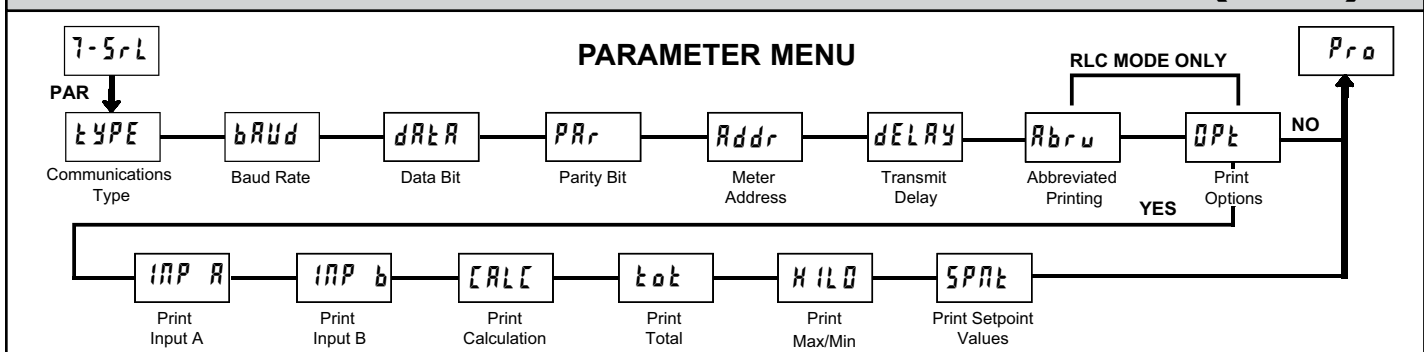 7-SrL
PARAMETER MENU
RLC MODE ONLY
Pro
PAR
tYPE
bAUd
dAtA
PAr
Addr
dELAY
Abru
OPt
NO
Communications
Type
Baud Rate
Data Bit
Parity Bit
Meter
Address
Transmit
Delay
Abbreviated
Printing
Print
Options
YES
INP A
INP b
CALC
tot
HILO
SPNt
Print
Input A
Print
Input B
Print
Calculation
Print
Total
Print
Max/Min
Print Setpoint
Values